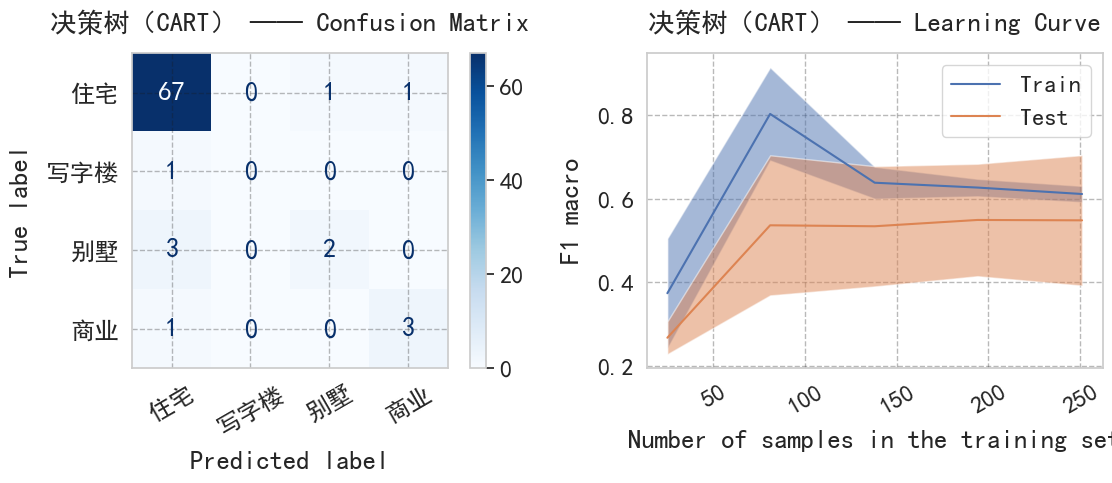 决策树（CART） —— Confusion Matrix
True label
住宅
写字楼
别墅
商业
67 0 1 1
1 0 0 0
3 0 2 0
1 0 0 3
住宅 写字楼 别墅 商业
Predicted label
60
40
20
0
决策树（CART） —— Learning Curve
F1 macro
0.8
0.6
0.4
0.2
Train
Test
50 100 150 200 250
Number of samples in the training set